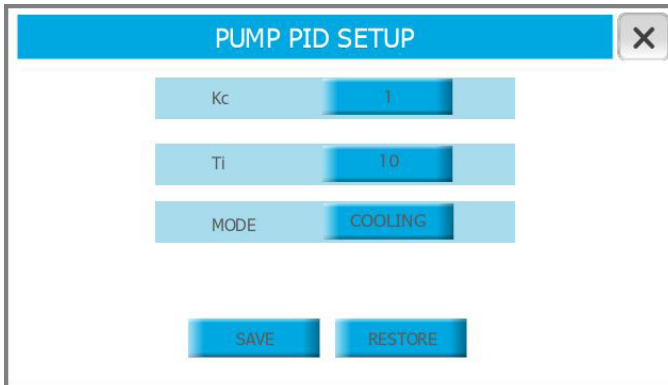 PUMP PID SETUP
Kc 1
Ti 10
MODE COOLING
SAVE RESTORE